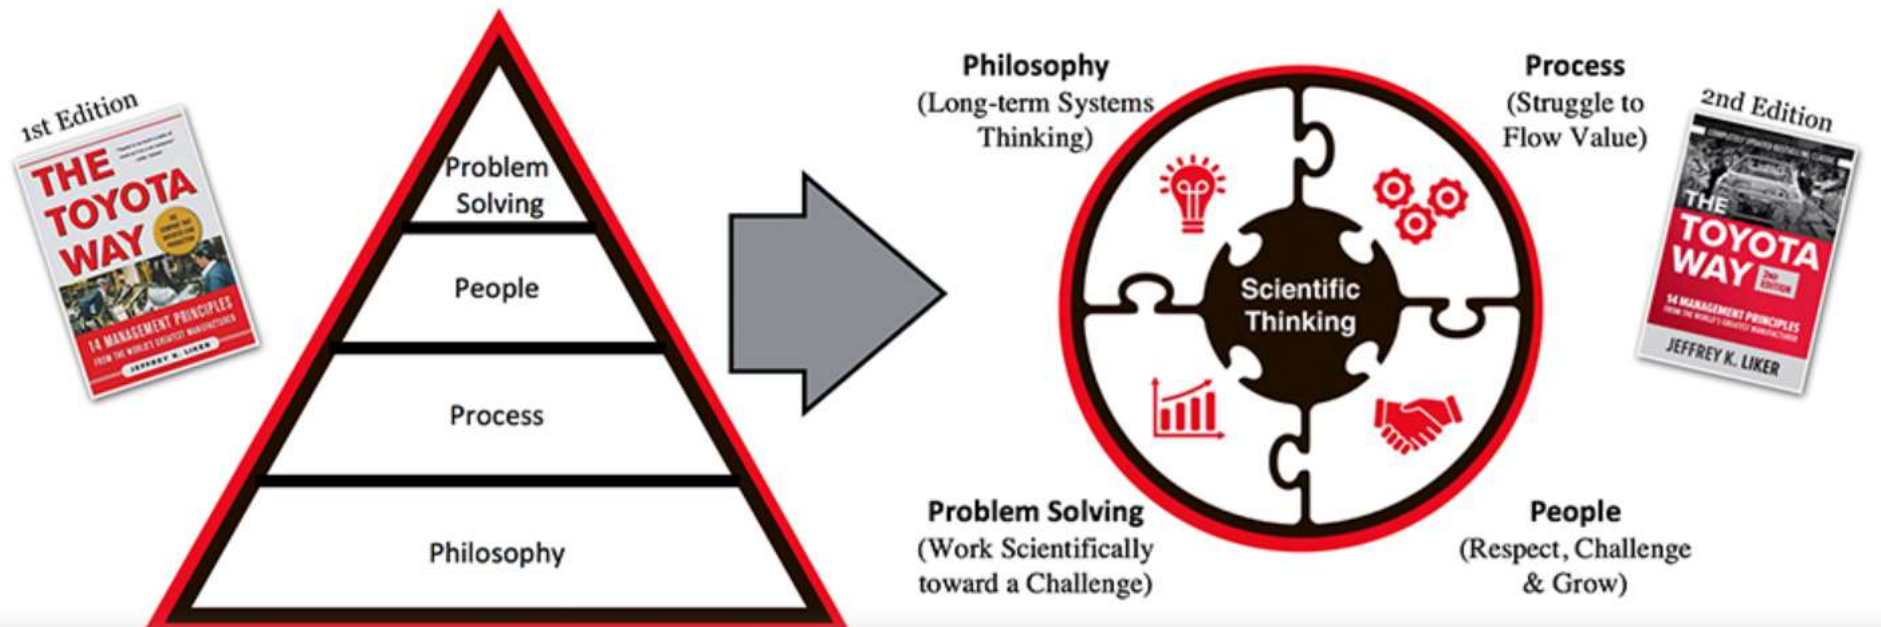 1st Edition
THE
TOYOTA
WAY
14 MANAGEMENT PRINCIPLES
FROM THE WORLD'S GREATEST MANUFACTURER
JEFFREY K. LIKER
Problem
Solving
People
Process
Philosophy
Philosophy
(Long-term Systems
Thinking)
Process
(Struggle to
Flow Value)
Scientific
Thinking
Problem Solving
(Work Scientifically
toward a Challenge)
People
(Respect, Challenge
& Grow)
2nd Edition
THE
TOYOTA
WAY
2ND
EDITION
14 MANAGEMENT PRINCIPLES
FROM THE WORLD'S GREATEST MANUFACTURER
JEFFREY K. LIKER